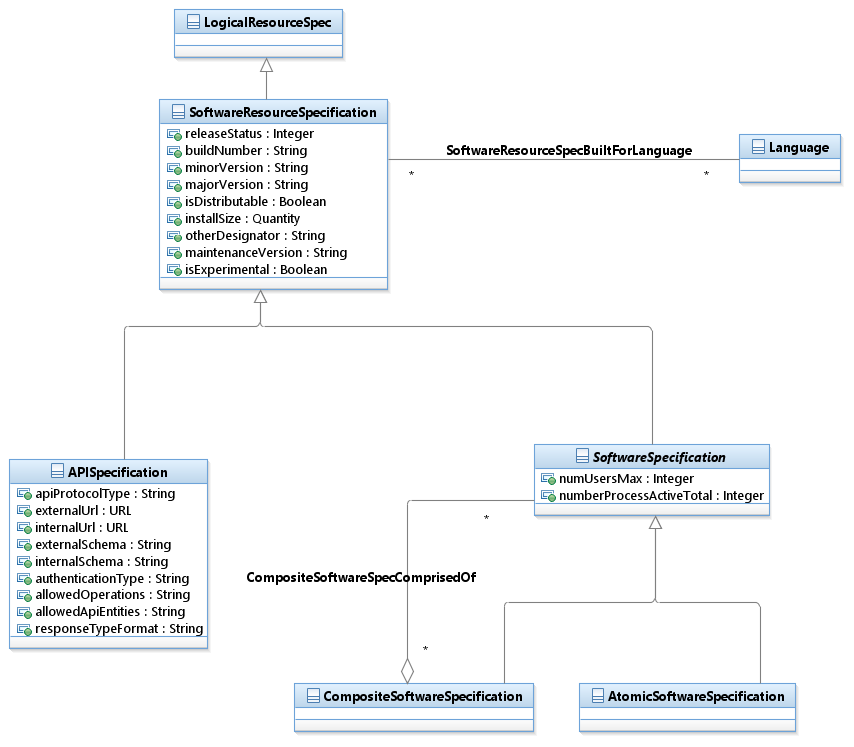 LogicalResourceSpec
SoftwareResourceSpecification
releaseStatus : Integer
buildNumber : String
minorVersion : String
majorVersion : String
isDistributable : Boolean
installSize : Quantity
otherDesignator : String
maintenanceVersion : String
isExperimental : Boolean
SoftwareResourceSpecBuiltForLanguage
*
*
Language
APISpecification
apiProtocolType : String
externalUrl : URL
internalUrl : URL
externalSchema : String
internalSchema : String
authenticationType : String
allowedOperations : String
allowedApiEntities : String
responseTypeFormat : String
SoftwareSpecification
numUsersMax : Integer
numberProcessActiveTotal : Integer
*
CompositeSoftwareSpecComprisedOf
*
CompositeSoftwareSpecification
AtomicSoftwareSpecification